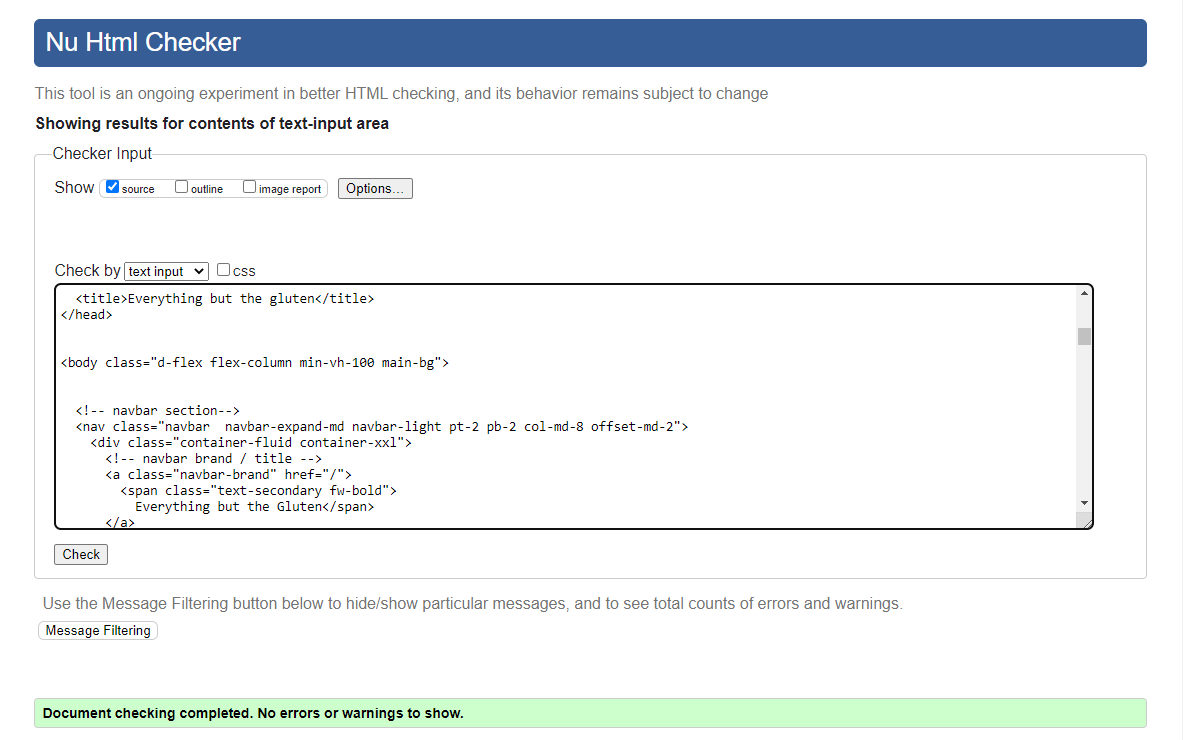 Nu Html Checker
This tool is an ongoing experiment in better HTML checking, and its behavior remains subject to change
Showing results for contents of text-input area
Checker Input
Show source outline image report Options...
Check by text input css
<title>Everything but the gluten</title>
</head>
<body class="d-flex flex-column min-vh-100 main-bg">
<!-- navbar section-->
<nav class="navbar  navbar-expand-md navbar-light pt-2 pb-2 col-md-8 offset-md-2">
<div class="container-fluid container-xxl">
<!-- navbar brand / title -->
<a class="navbar-brand" href="/">
<span class="text-secondary fw-bold">
Everything but the Gluten</span>
</a>
Check
Use the Message Filtering button below to hide/show particular messages, and to see total counts of errors and warnings.
Message Filtering
Document checking completed. No errors or warnings to show.